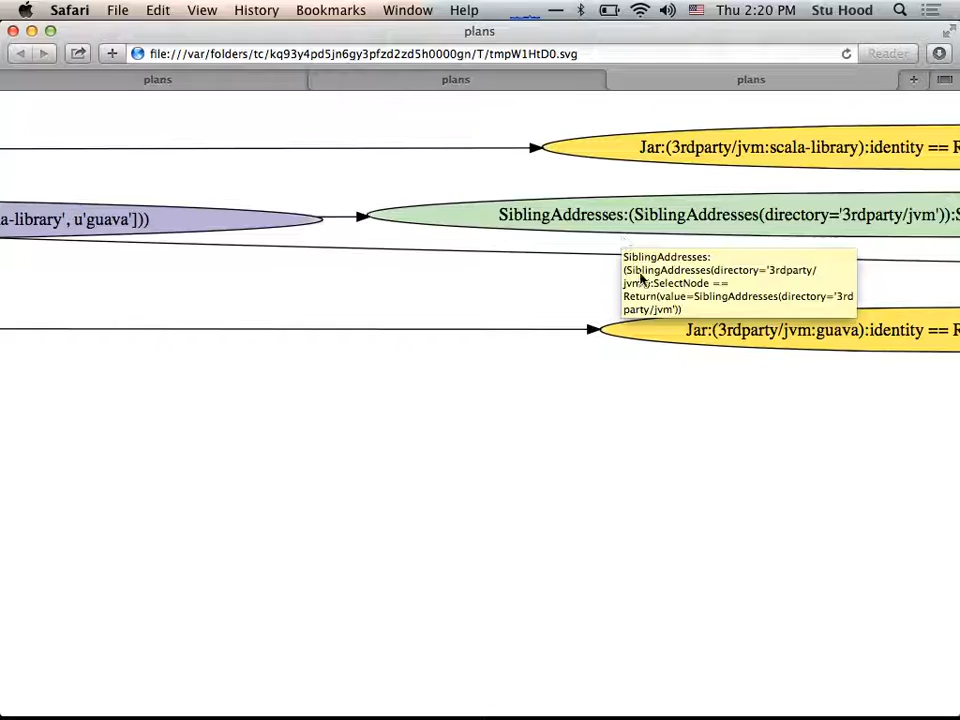 Safari File Edit View History Bookmarks Window Help Thu 2:20 PM Stu Hood
plans
file:///var/folders/tc/kq93y4pd5jn6gy3pfzd2zd5h0000gn/T/tmpW1HtD0.svg Reader
plans plans plans
Jar:(3rdparty/jvm:scala-library):identity == R
a-library', u'guava']))
SiblingAddresses:(SiblingAddresses(directory='3rdparty/jvm')):S
SiblingAddresses:
(SiblingAddresses(directory='3rdparty/
jvm')):SelectNode ==
Return(value=SiblingAddresses(directory='3rd
party/jvm'))
Jar:(3rdparty/jvm:guava):identity == R